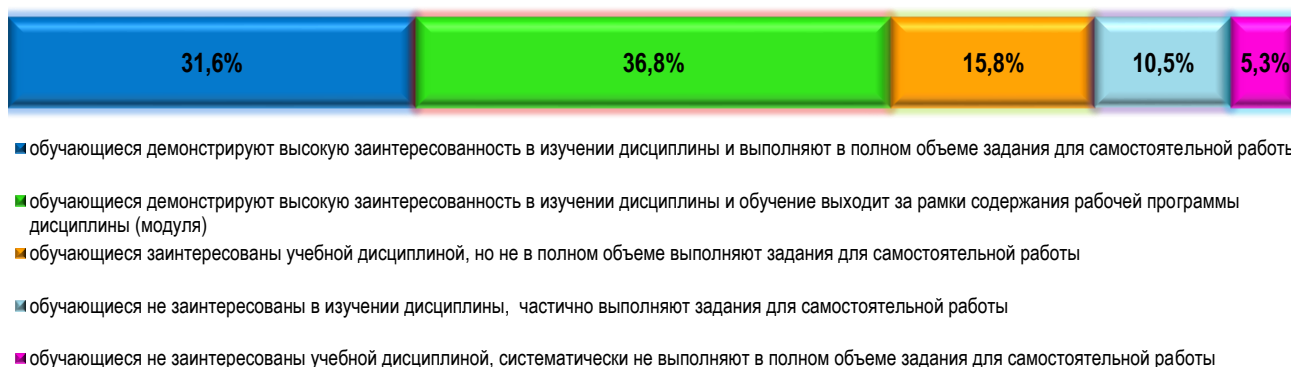 31,6% 36,8% 15,8% 10,5% 5,3%
обучающиеся демонстрируют высокую заинтересованность в изучении дисциплины и выполняют в полном объеме задания для самостоятельной работы
обучающиеся демонстрируют высокую заинтересованность в изучении дисциплины и обучение выходит за рамки содержания рабочей программы
дисциплины (модуля)
обучающиеся заинтересованы учебной дисциплиной, но не в полном объеме выполняют задания для самостоятельной работы
обучающиеся не заинтересованы в изучении дисциплины, частично выполняют задания для самостоятельной работы
обучающиеся не заинтересованы учебной дисциплиной, систематически не выполняют в полном объеме задания для самостоятельной работы